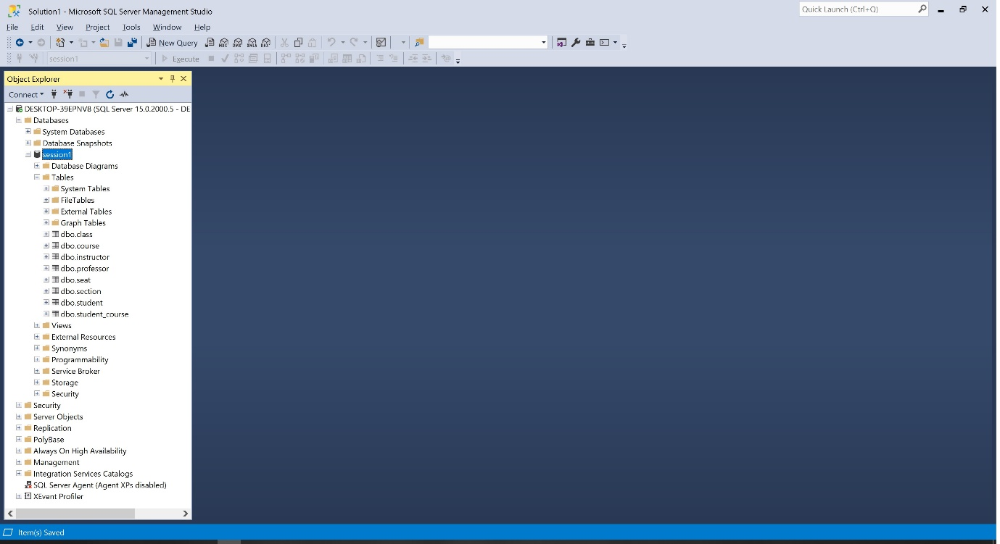 Solution1 - Microsoft SQL Server Management Studio
Quick Launch (Ctrl+Q)
File Edit View Project Tools Window Help
New Query MDX DMX XMLA DAX
session1 Execute
Object Explorer
Connect
DESKTOP-39EPNV8 (SQL Server 15.0.2000.5 - DE
Databases
System Databases
Database Snapshots
session1
Database Diagrams
Tables
System Tables
FileTables
External Tables
Graph Tables
dbo.class
dbo.course
dbo.instructor
dbo.professor
dbo.seat
dbo.section
dbo.student
dbo.student_course
Views
External Resources
Synonyms
Programmability
Service Broker
Storage
Security
Security
Server Objects
Replication
PolyBase
Always On High Availability
Management
Integration Services Catalogs
SQL Server Agent (Agent XPs disabled)
XEvent Profiler
Item(s) Saved